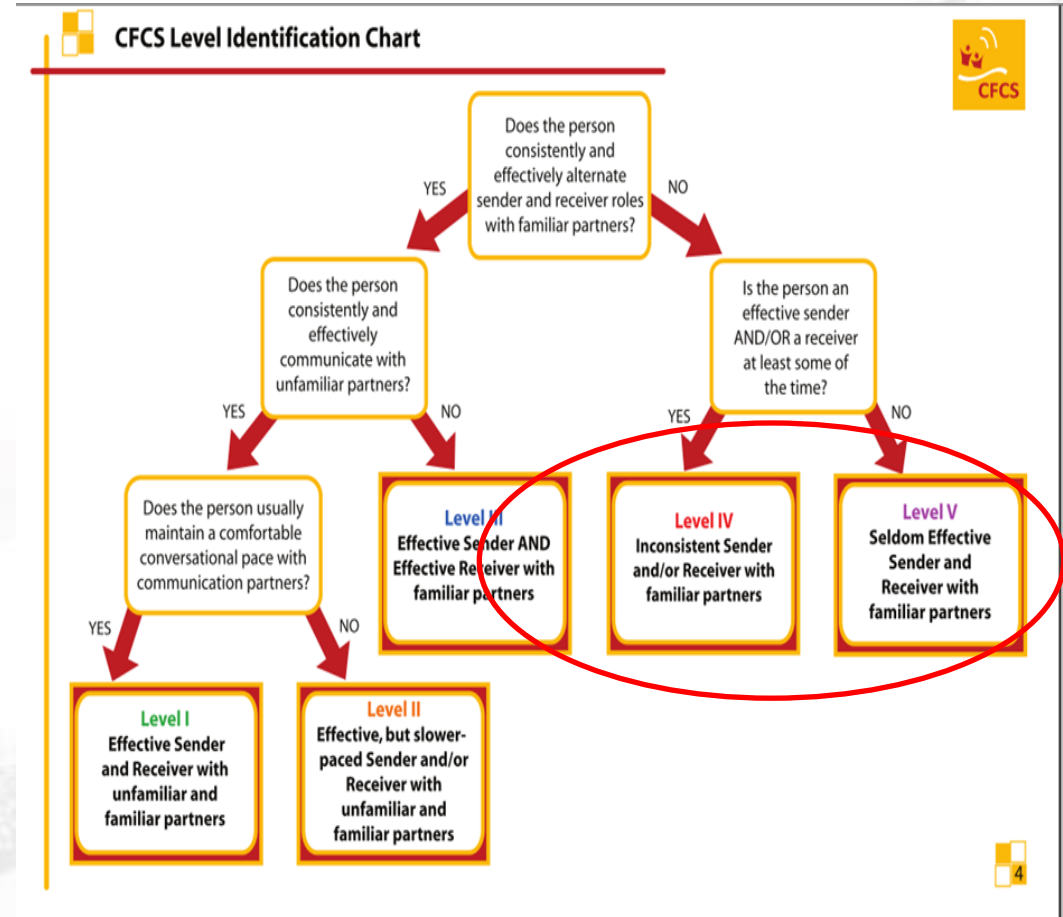 CFCS Level Identification Chart
CFCS
Does the person
consistently and
effectively alternate
sender and receiver roles
with familiar partners?
YES
NO
Does the person
consistently and
effectively
communicate with
unfamiliar partners?
Is the person an
effective sender
AND/OR a receiver
at least some of
the time?
YES
NO
YES
NO
Does the person usually
maintain a comfortable
conversational pace with
communication partners?
Level III
Effective Sender AND
Effective Receiver with
familiar partners
Level IV
Inconsistent Sender
and/or Receiver with
familiar partners
Level V
Seldom Effective
Sender and
Receiver with
familiar partners
YES
NO
Level I
Effective Sender
and Receiver with
unfamiliar and
familiar partners
Level II
Effective, but slower-
paced Sender and/or
Receiver with
unfamiliar and
familiar partners
4